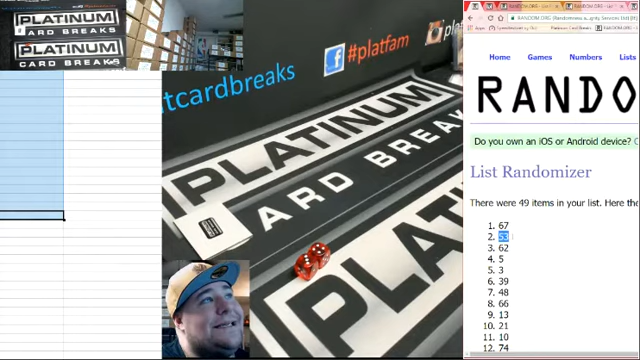 PLATINUM
ARD BREAKS
PLATINUM
CARD BREAKS
#platfam
tcardbreaks
PLATINUM
ARD BREA
PLATI
Home Games Numbers Lists
RANDO
Do you own an iOS or Android device?
List Randomizer
There were 49 items in your list. Here the
1. 67
2. 53
3. 62
4. 5
5. 3
6. 39
7. 48
8. 66
9. 13
10. 21
11. 10
12. 74